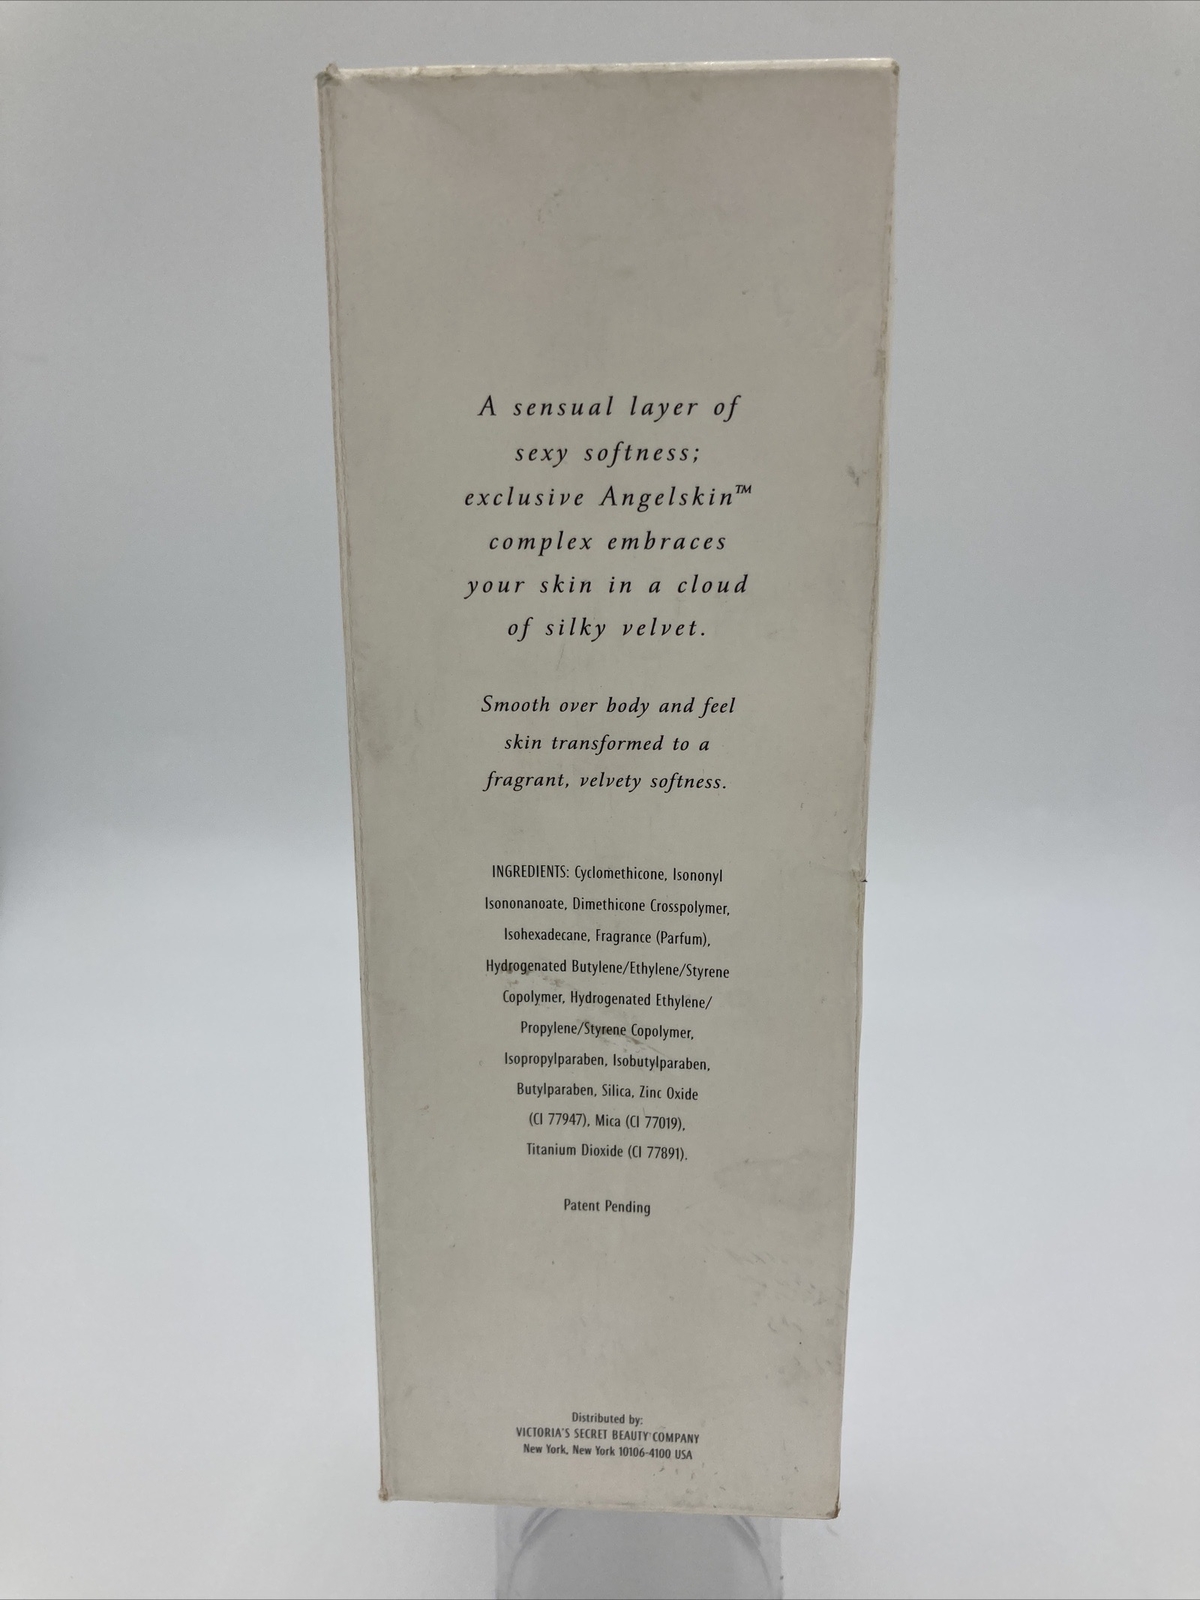 A sensual layer of
sexy softness;
exclusive Angelskin™
complex embraces
your skin in a cloud
of silky velvet.
Smooth over body and feel
skin transformed to a
fragrant, velvety softness.
INGREDIENTS: Cyclomethicone, Isononyl
Isononanoate, Dimethicone Crosspolymer,
Isohexadecane, Fragrance (Parfum),
Hydrogenated Butylene/Ethylene/Styrene
Copolymer, Hydrogenated Ethylene/
Propylene/Styrene Copolymer,
Isopropylparaben, Isobutylparaben,
Butylparaben, Silica, Zinc Oxide
(CI 77947), Mica (CI 77019),
Titanium Dioxide (CI 77891).
Patent Pending
Distributed by:
VICTORIA'S SECRET BEAUTY COMPANY
New York, New York 10106-4100 USA